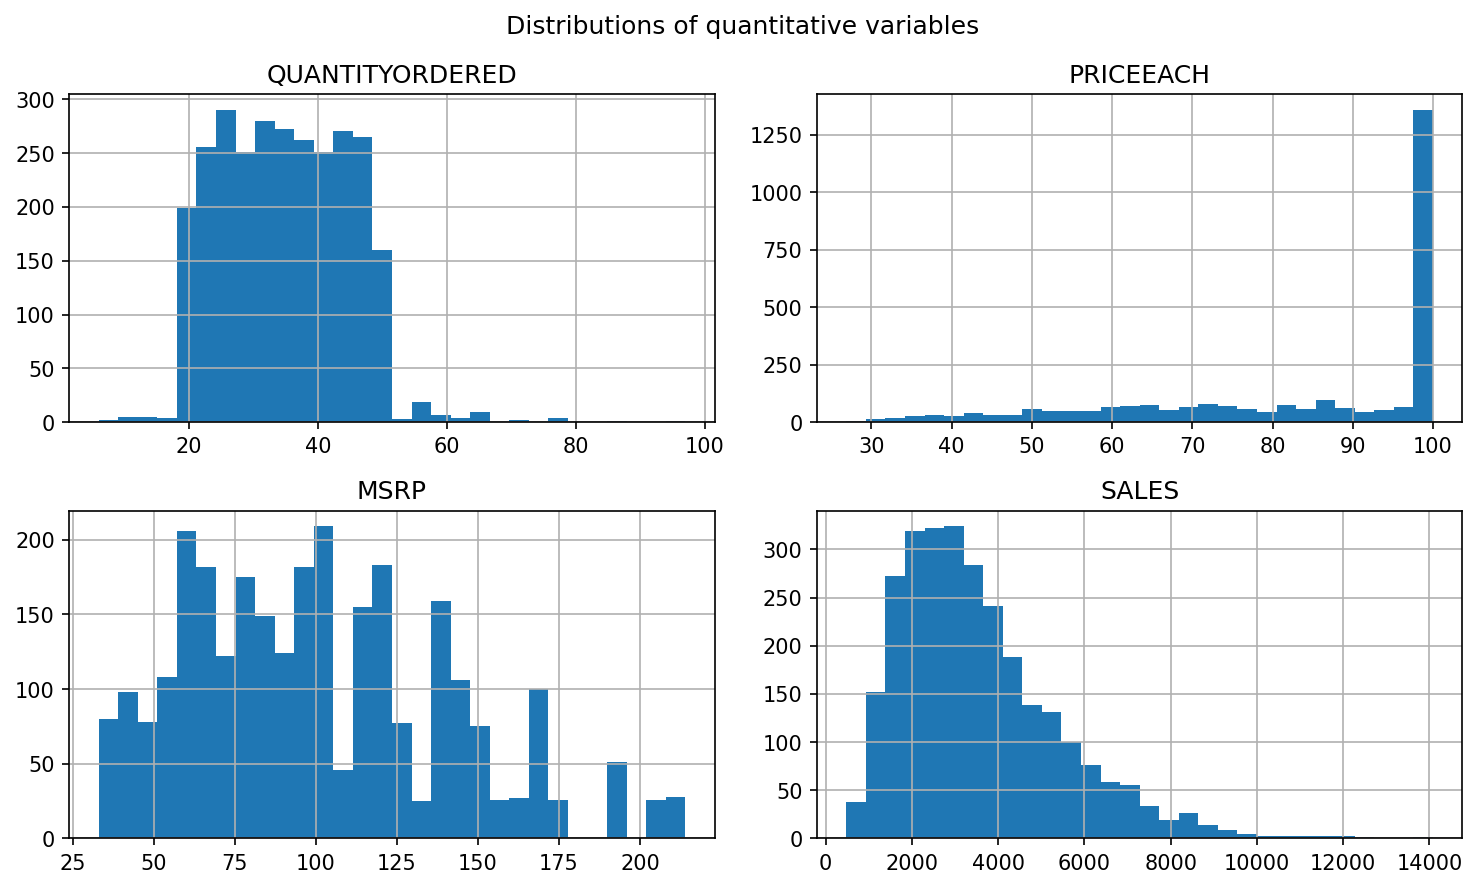 Distributions of quantitative variables
QUANTITYORDERED
300
250
200
150
100
50
0
20 40 60 80 100
PRICEEACH
1250
1000
750
500
250
0
30 40 50 60 70 80 90 100
MSRP
200
150
100
50
0
25 50 75 100 125 150 175 200
SALES
300
250
200
150
100
50
0
0 2000 4000 6000 8000 10000 12000 14000